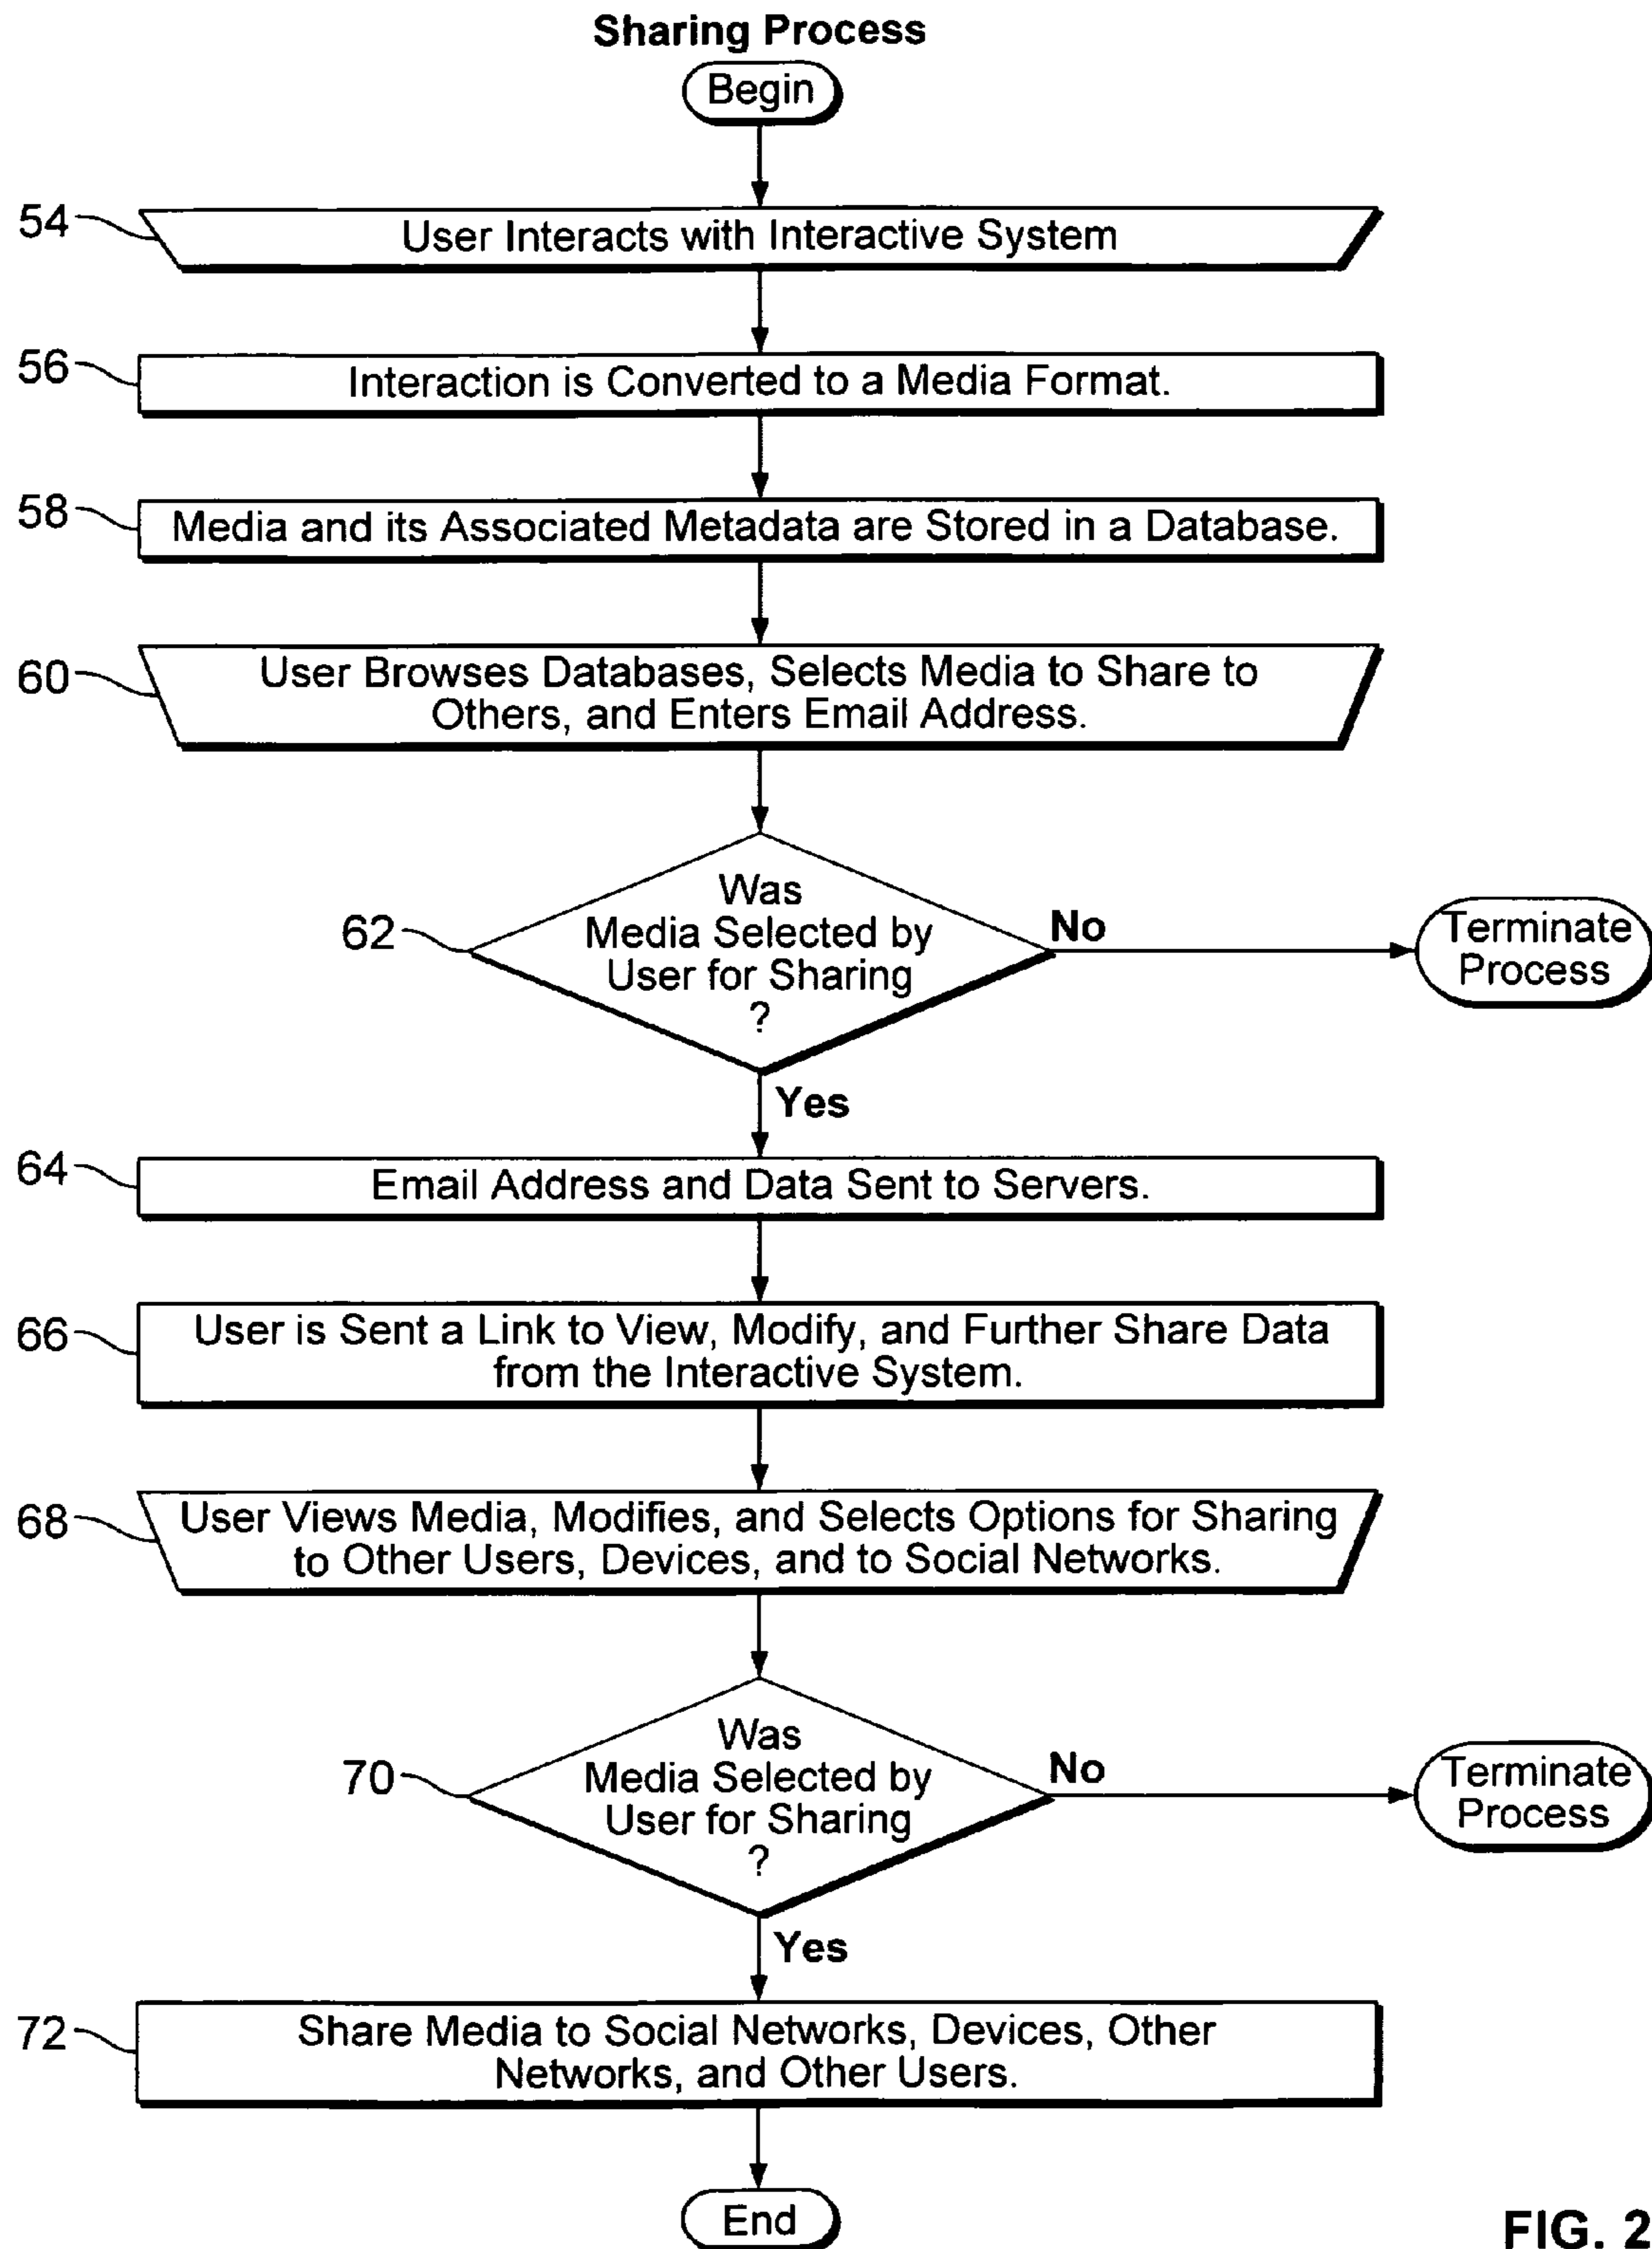 Sharing Process
Begin
54
User Interacts with Interactive System
56
Interaction is Converted to a Media Format.
58
Media and its Associated Metadata are Stored in a Database.
60
User Browses Databases, Selects Media to Share to
Others, and Enters Email Address.
62
Was
Media Selected by
User for Sharing
?
No
Terminate
Process
Yes
64
Email Address and Data Sent to Servers.
66
User is Sent a Link to View, Modify, and Further Share Data
from the Interactive System.
68
User Views Media, Modifies, and Selects Options for Sharing
to Other Users, Devices, and to Social Networks.
70
Was
Media Selected by
User for Sharing
?
No
Terminate
Process
Yes
72
Share Media to Social Networks, Devices, Other
Networks, and Other Users.
End
FIG. 2